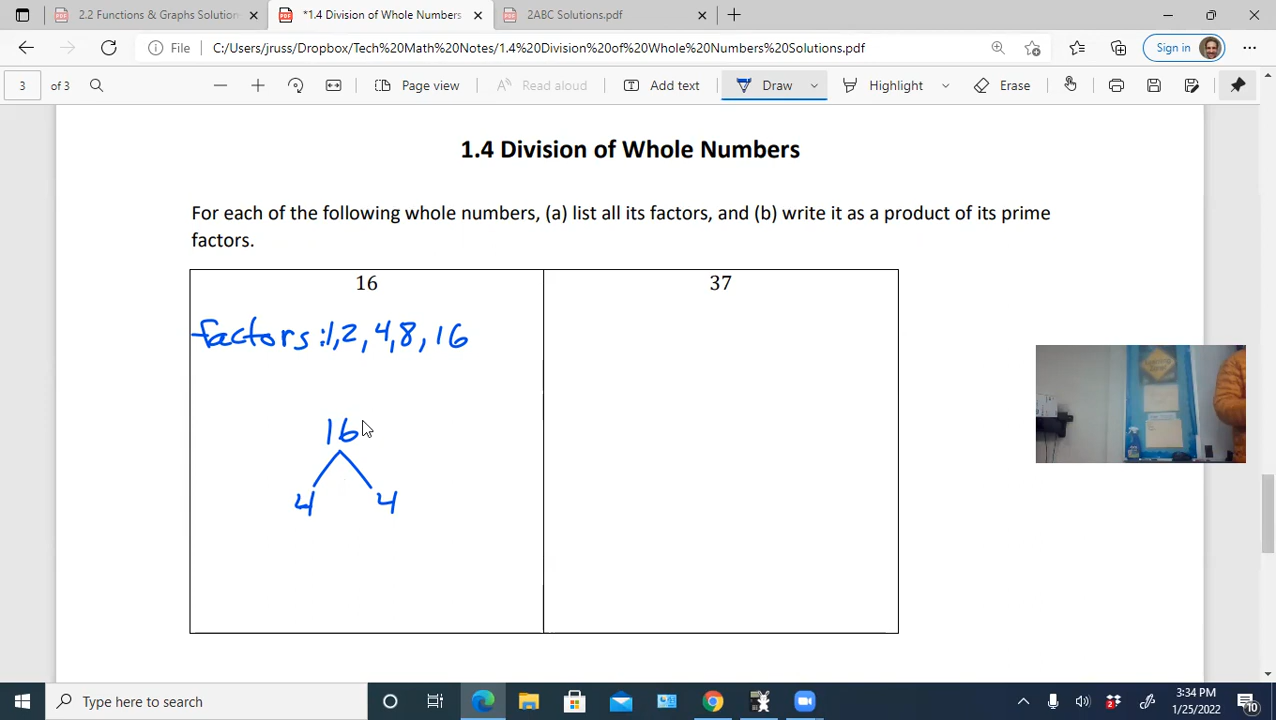 2.2 Functions & Graphs Solution
*1.4 Division of Whole Numbers
2ABC Solutions.pdf
File
C:/Users/jruss/Dropbox/Tech%20Math%20Notes/1.4%20Division%20of%20Whole%20Numbers%20Solutions.pdf
Sign in
3 of 3
Page view
Read aloud
Add text
Draw
Highlight
Erase
1.4 Division of Whole Numbers
For each of the following whole numbers, (a) list all its factors, and (b) write it as a product of its prime
factors.
16
37
factors:1,2,4,8,16
16
4 4
Type here to search
3:34 PM
1/25/2022
2
10